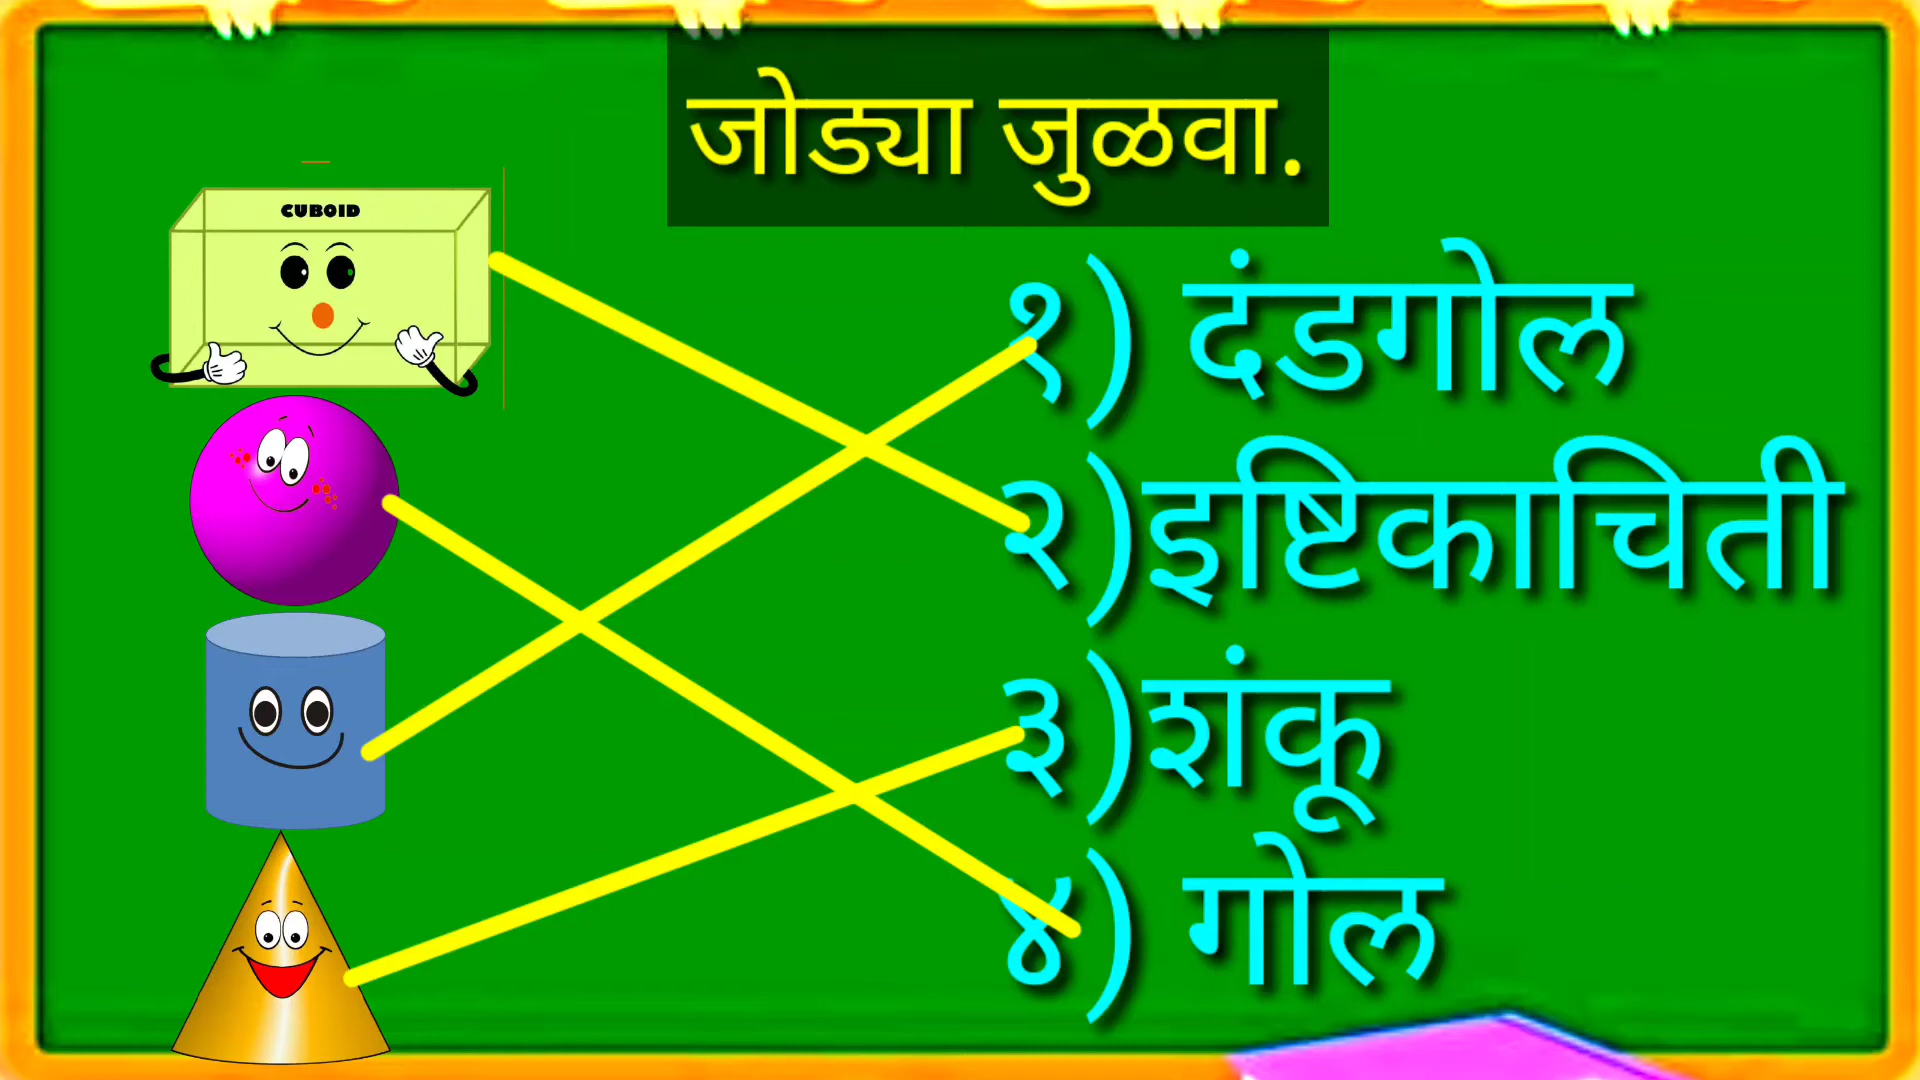 जोड्या जुळवा.
CUBOID
१) दंडगोल
२)इष्टिकाचिती
३)शंकू
४) गोल